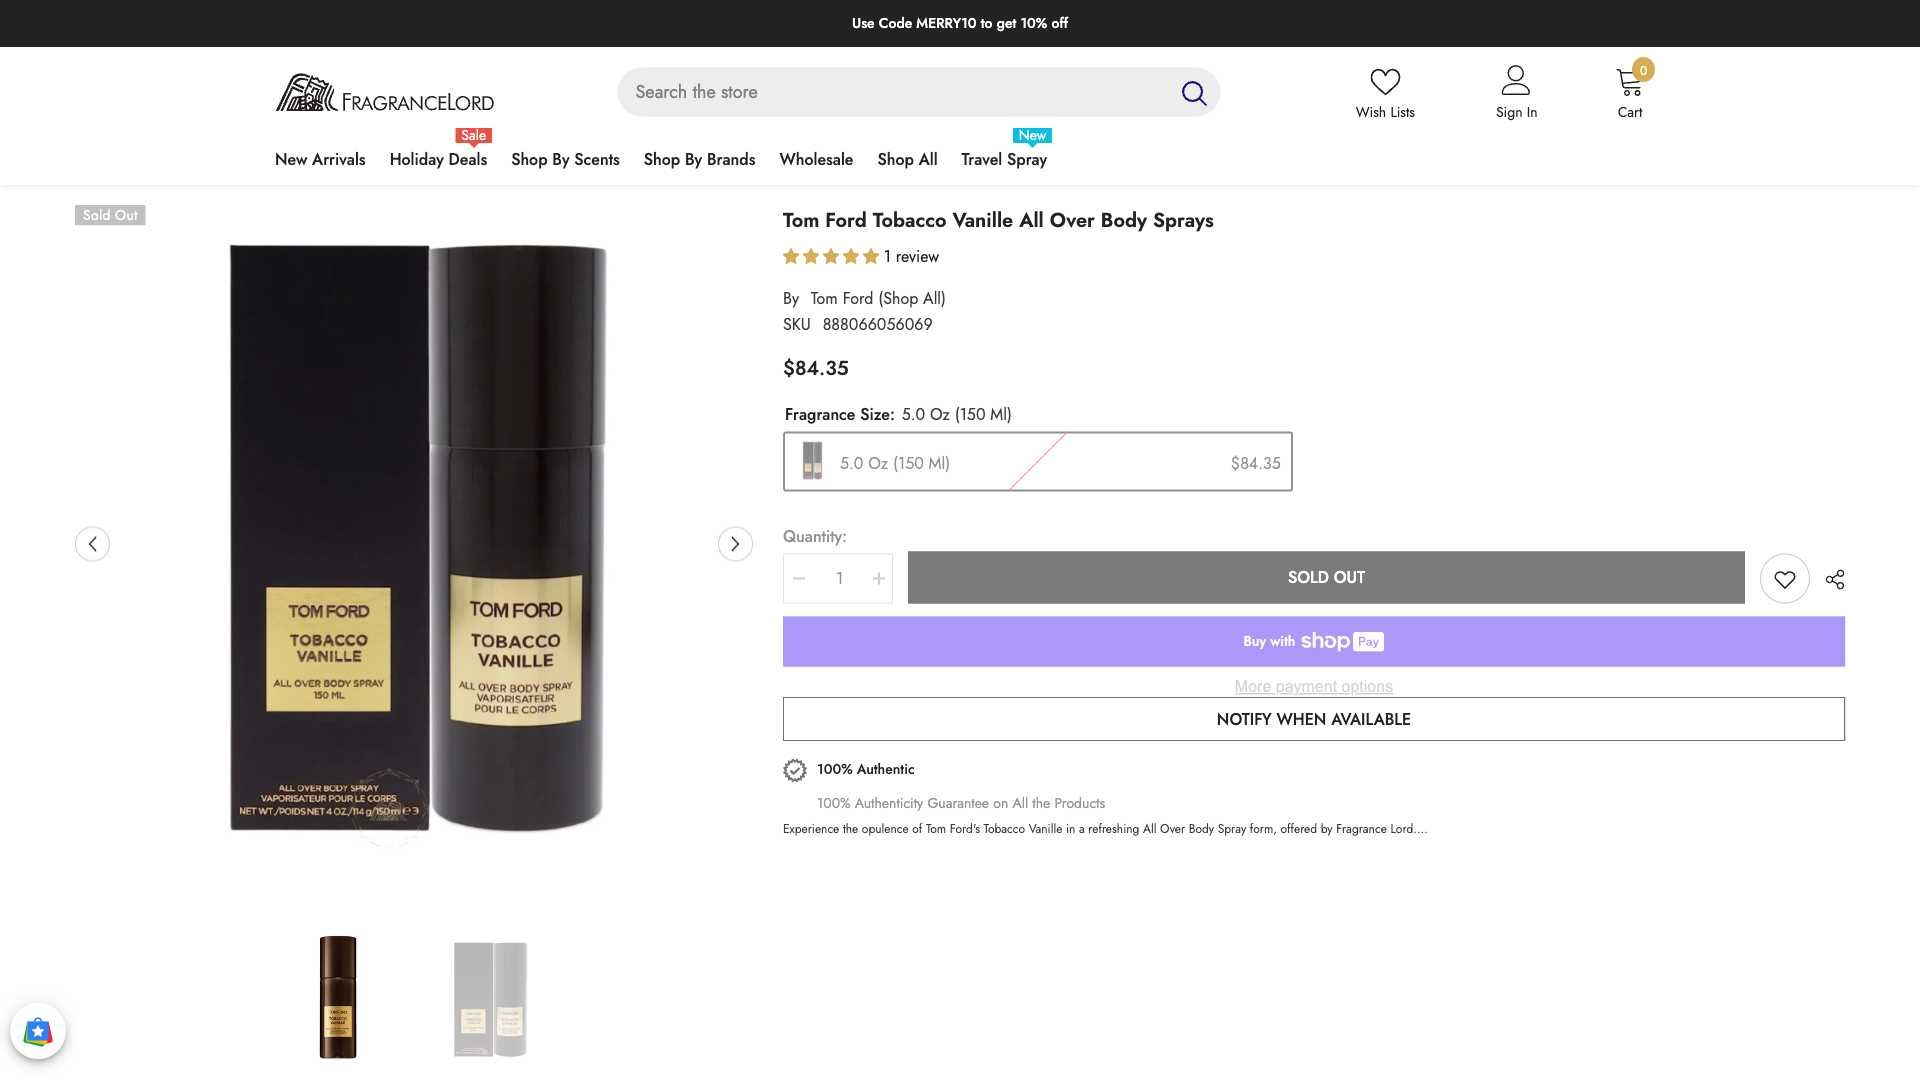 Use Code MERRY10 to get 10% off
FRAGRANCELORD
Search the store
Wish Lists
Sign In
0
Cart
Sale
New
New Arrivals
Holiday Deals
Shop By Scents
Shop By Brands
Wholesale
Shop All
Travel Spray
Sold Out
TOM FORD
TOBACCO
VANILLE
ALL OVER BODY SPRAY
150 ML
ALL OVER BODY SPRAY
VAPORISATEUR POUR LE CORPS
NET WT./POIDS NET 4 OZ./114 g/150ml
TOM FORD
TOBACCO
VANILLE
ALL OVER BODY SPRAY
VAPORISATEUR
POUR LE CORPS
Tom Ford Tobacco Vanille All Over Body Sprays
1 review
By Tom Ford (Shop All)
SKU 888066056069
$84.35
Fragrance Size: 5.0 Oz (150 Ml)
5.0 Oz (150 Ml) $84.35
Quantity:
1
SOLD OUT
Buy with shop Pay
More payment options
NOTIFY WHEN AVAILABLE
100% Authentic
100% Authenticity Guarantee on All the Products
Experience the opulence of Tom Ford's Tobacco Vanille in a refreshing All Over Body Spray form, offered by Fragrance Lord....